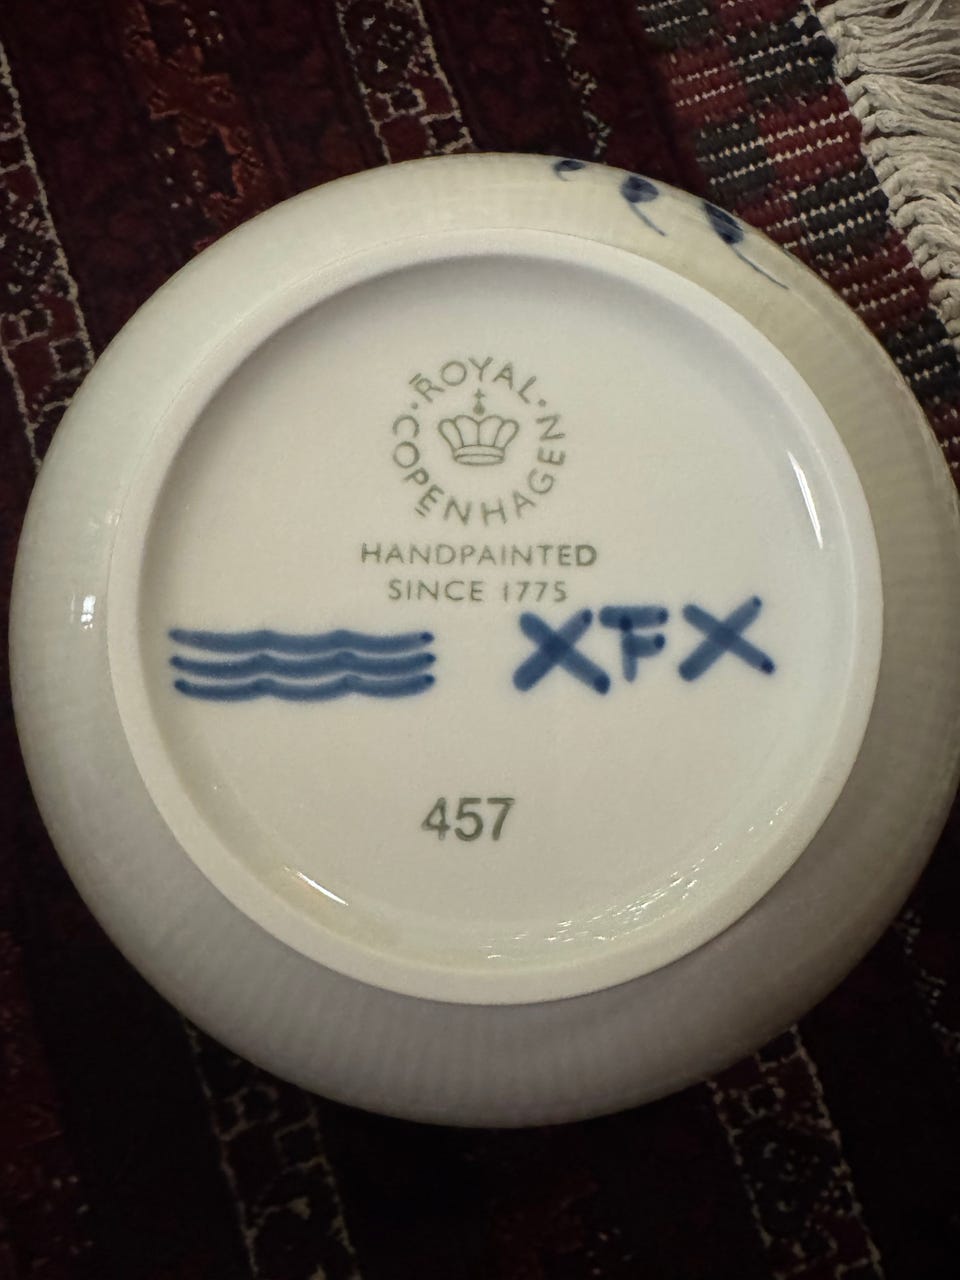 ROYAL · COPENHAGEN ·
HANDPAINTED
SINCE 1775
XFX
457